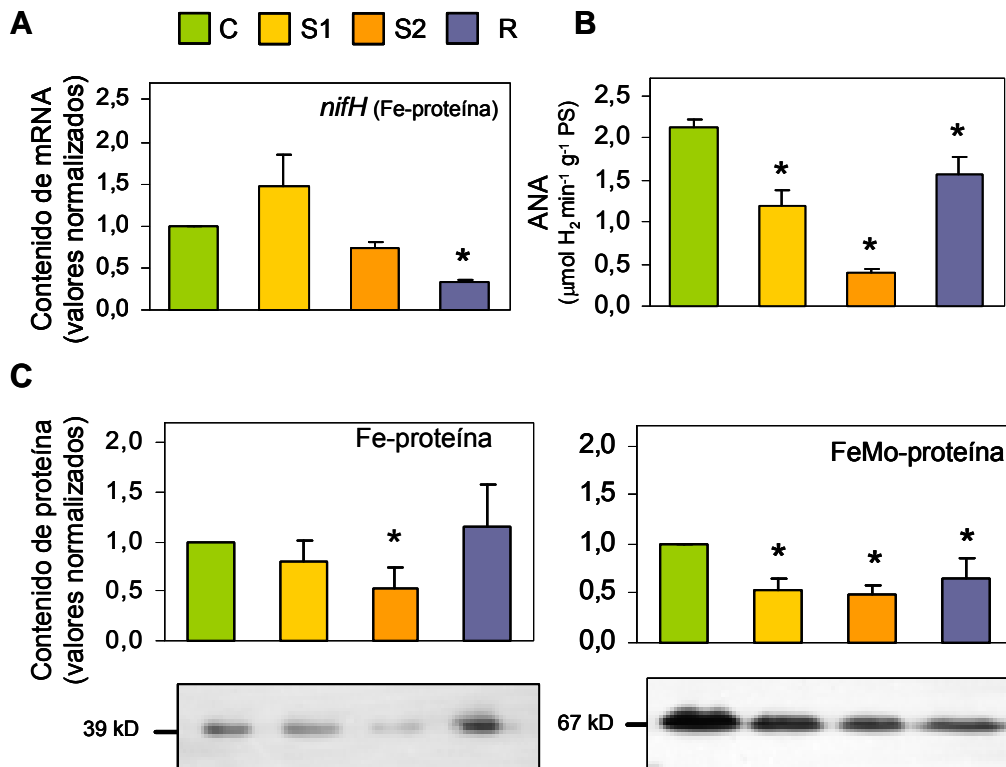 A
C S1 S2 R
B
Contenido de mRNA
(valores normalizados)
2,5
2,0
1,5
1,0
0,5
0,0
nifH (Fe-proteína)
*
ANA
(µmol H₂ min⁻¹ g⁻¹ PS)
2,5
2,0
1,5
1,0
0,5
0,0
*
*
*
C
Contenido de proteína
(valores normalizados)
2,0
1,5
1,0
0,5
0,0
Fe-proteína
*
2,0
1,5
1,0
0,5
0,0
FeMo-proteína
* * *
39 kD
67 kD